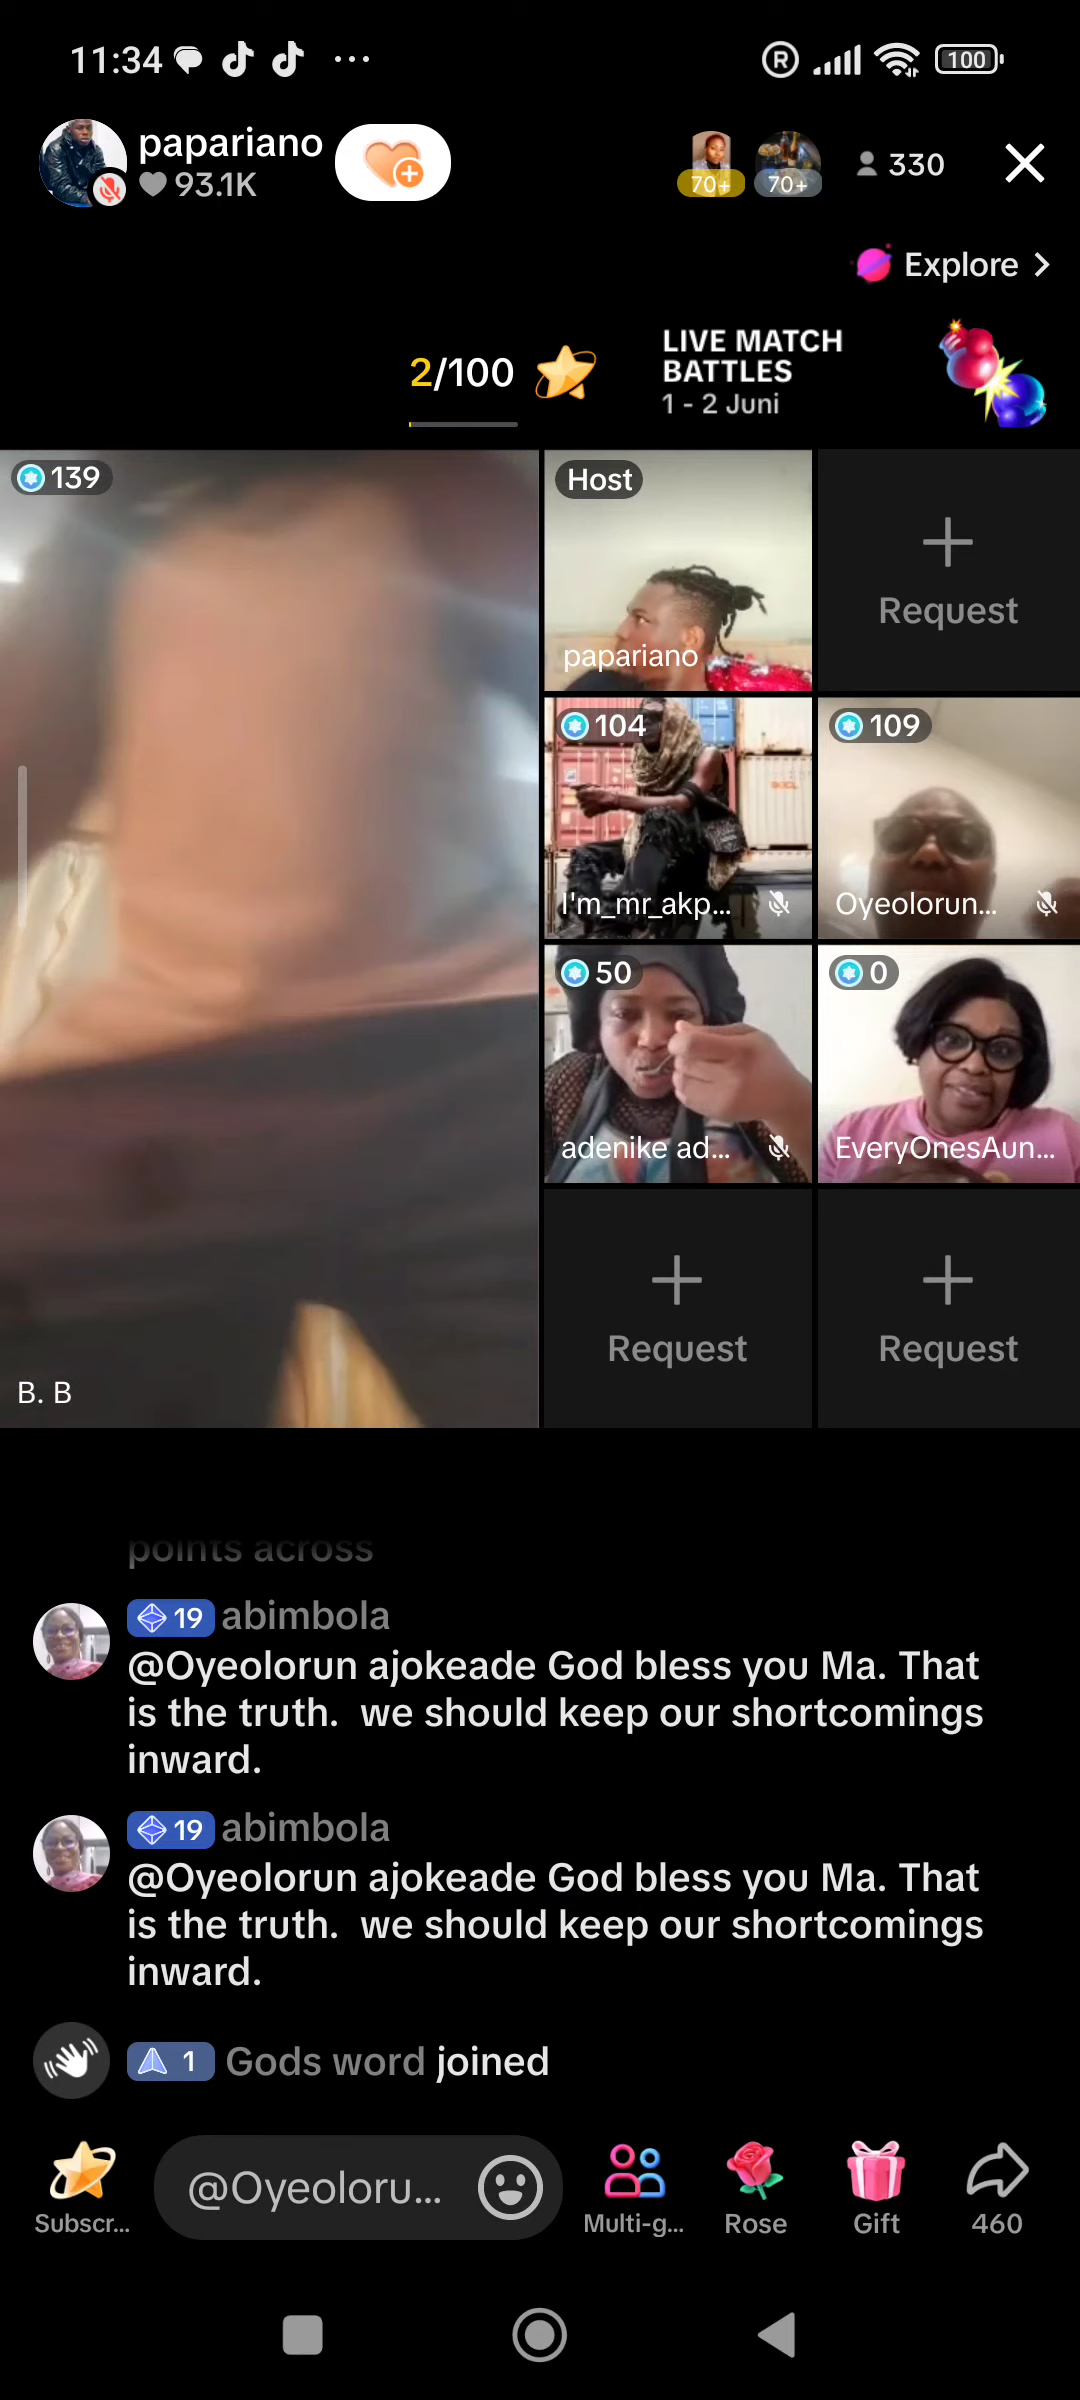 11:34
R
100
papariano
93.1K
70+
70+
330
Explore
2/100
LIVE MATCH
BATTLES
1 - 2 Juni
139
Host
papariano
Request
104
I'm_mr_akp...
109
Oyeolorun...
50
adenike ad...
0
EveryOnesAun...
B. B
Request
Request
points across
19 abimbola
@Oyeolorun ajokeade God bless you Ma. That
is the truth.  we should keep our shortcomings
inward.
19 abimbola
@Oyeolorun ajokeade God bless you Ma. That
is the truth.  we should keep our shortcomings
inward.
1 Gods word joined
Subscr...
@Oyeoloru...
Multi-g...
Rose
Gift
460